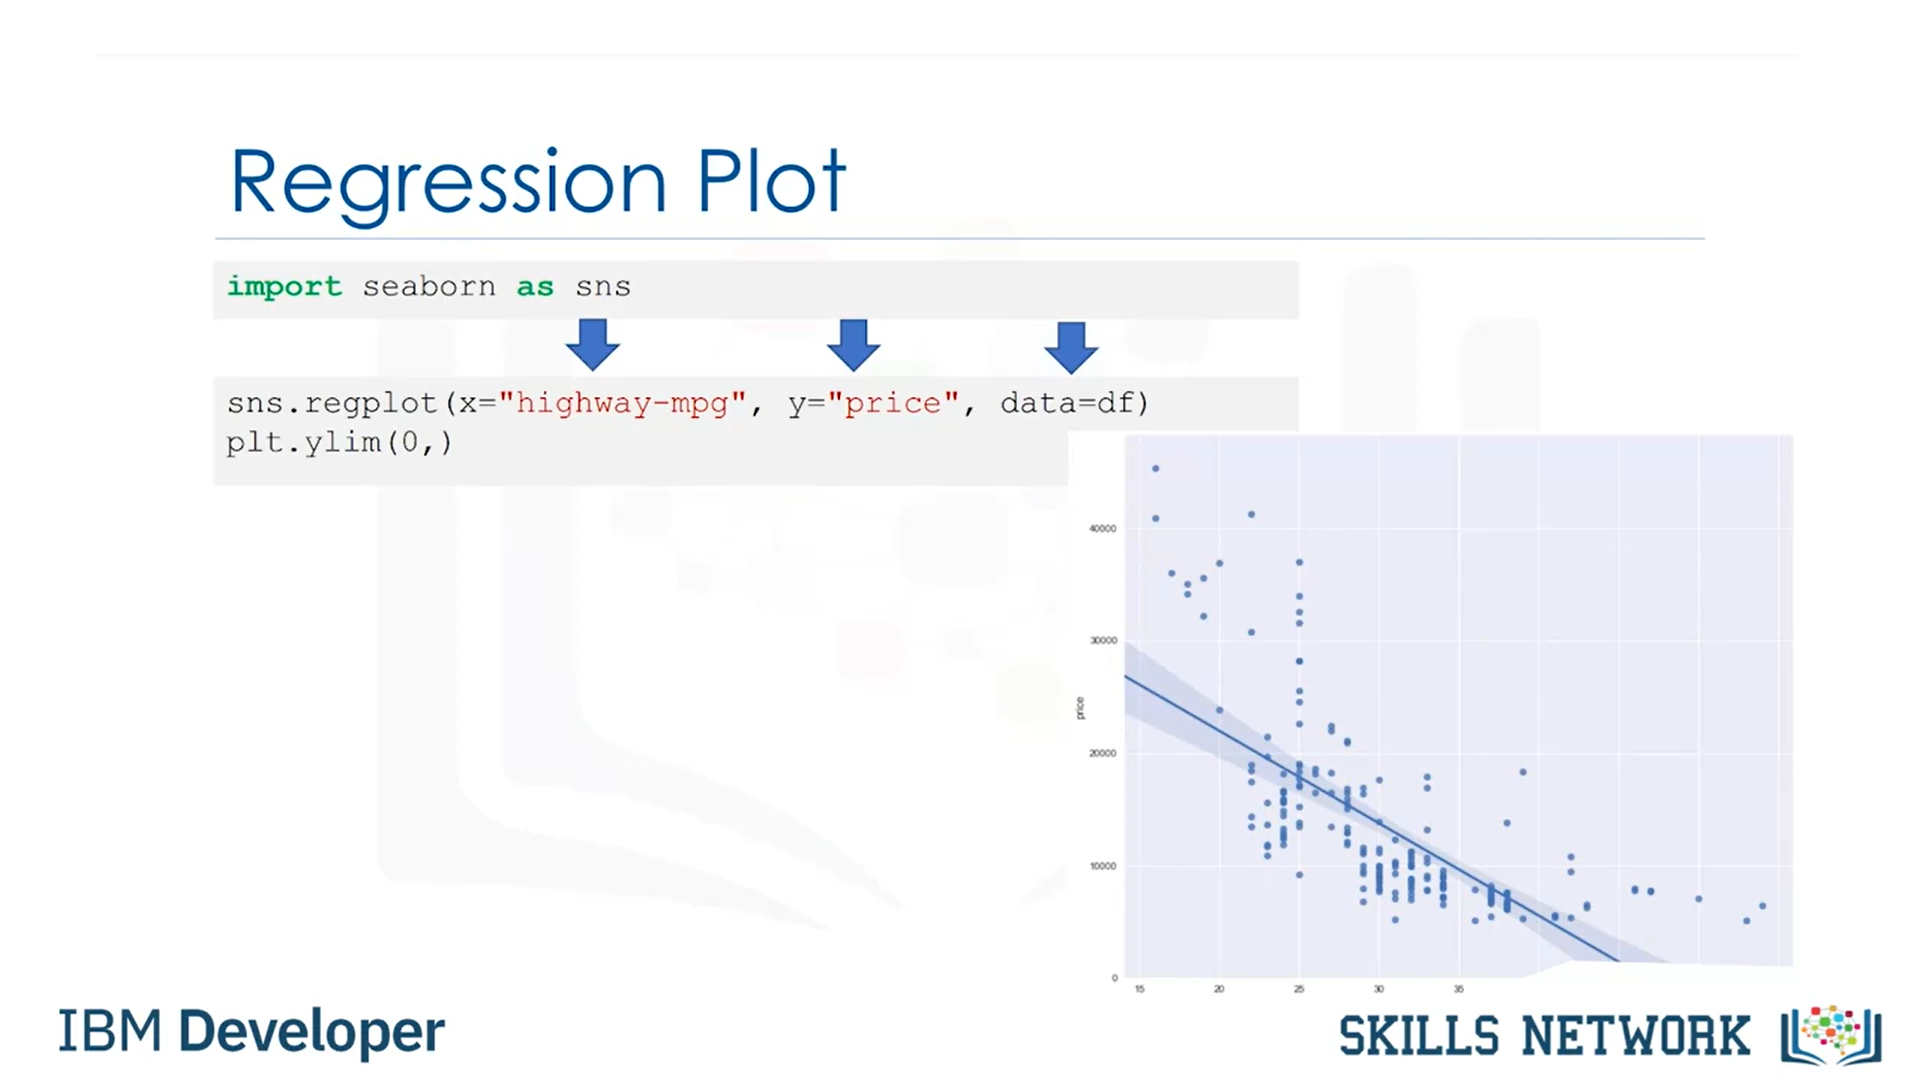 Regression Plot
import seaborn as sns
sns.regplot(x="highway-mpg", y="price", data=df)
plt.ylim(0,)
40000
30000
price
20000
10000
0
15 20 25 30 35
IBM Developer
SKILLS NETWORK